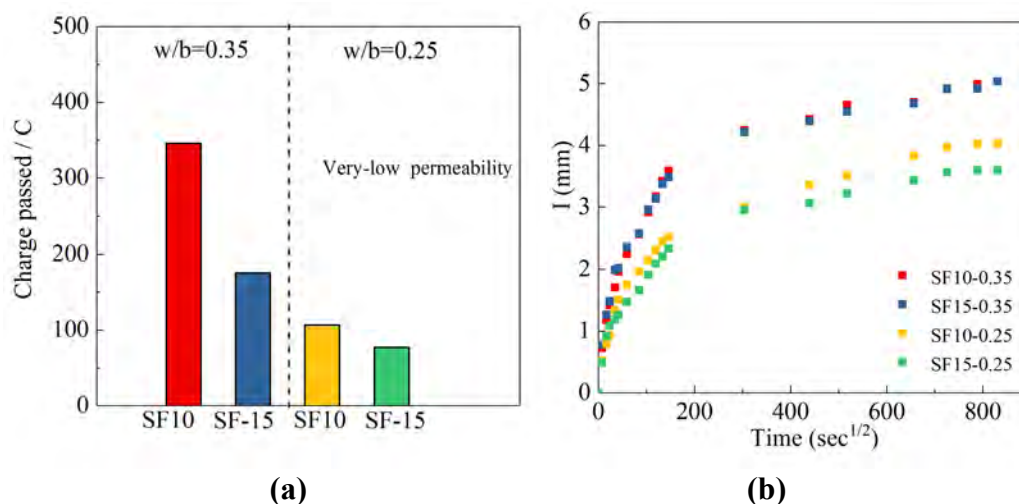 500
400
300
200
100
0
Charge passed / C
w/b=0.35
w/b=0.25
Very-low permeability
SF10
SF-15
SF10
SF-15
(a)
6
5
4
3
2
1
0
I (mm)
SF10-0.35
SF15-0.35
SF10-0.25
SF15-0.25
0
200
400
600
800
Time (sec^{1/2})
(b)